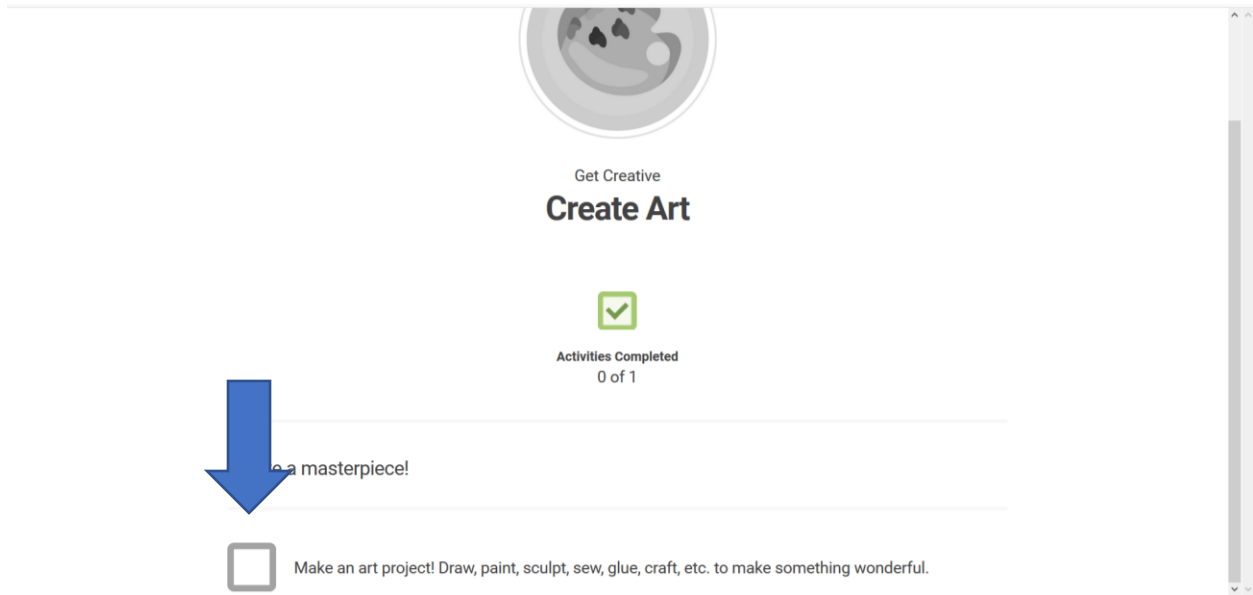 Get Creative
Create Art
Activities Completed
0 of 1
a masterpiece!
Make an art project! Draw, paint, sculpt, sew, glue, craft, etc. to make something wonderful.